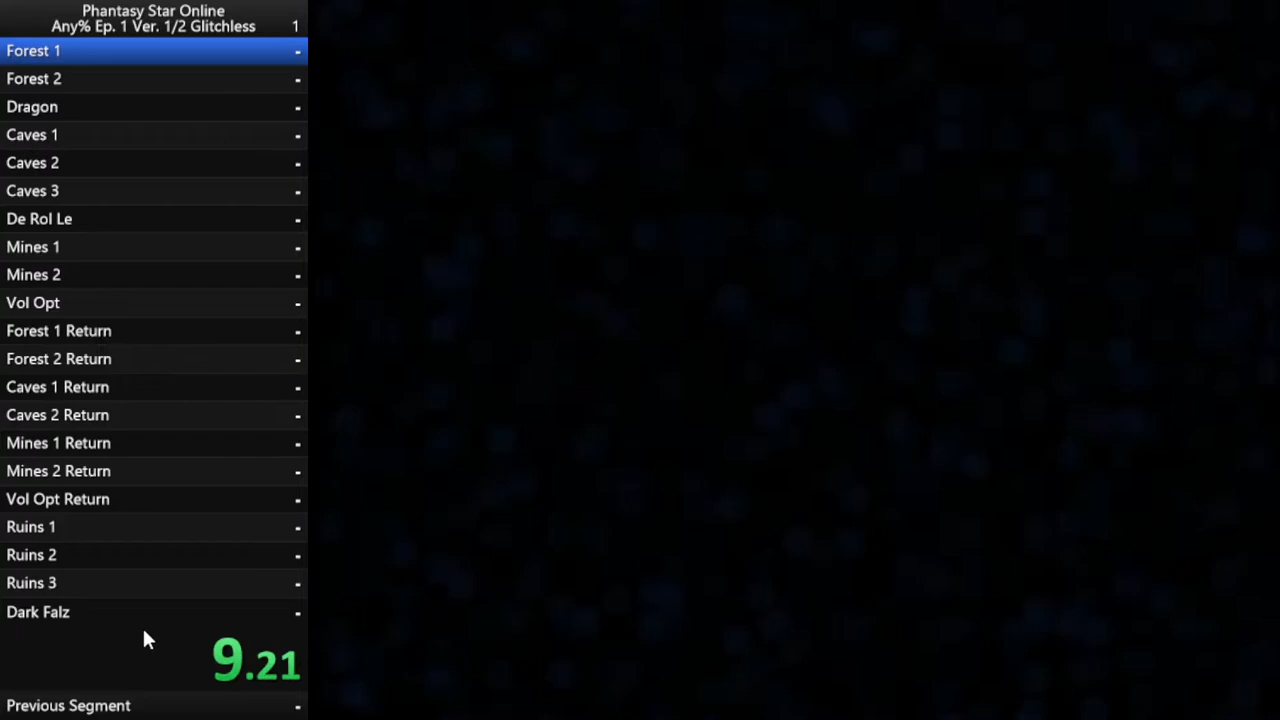 Phantasy Star Online
Any% Ep. 1 Ver. 1/2 Glitchless 1
Forest 1 -
Forest 2 -
Dragon -
Caves 1 -
Caves 2 -
Caves 3 -
De Rol Le -
Mines 1 -
Mines 2 -
Vol Opt -
Forest 1 Return -
Forest 2 Return -
Caves 1 Return -
Caves 2 Return -
Mines 1 Return -
Mines 2 Return -
Vol Opt Return -
Ruins 1 -
Ruins 2 -
Ruins 3 -
Dark Falz -
9.21
Previous Segment -